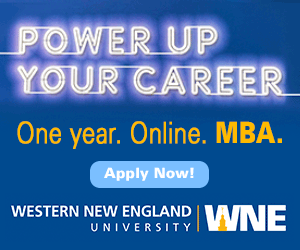 POWER UP
YOUR CAREER
One year. Online. MBA.
Apply Now!
WESTERN NEW ENGLAND
UNIVERSITY
WNE